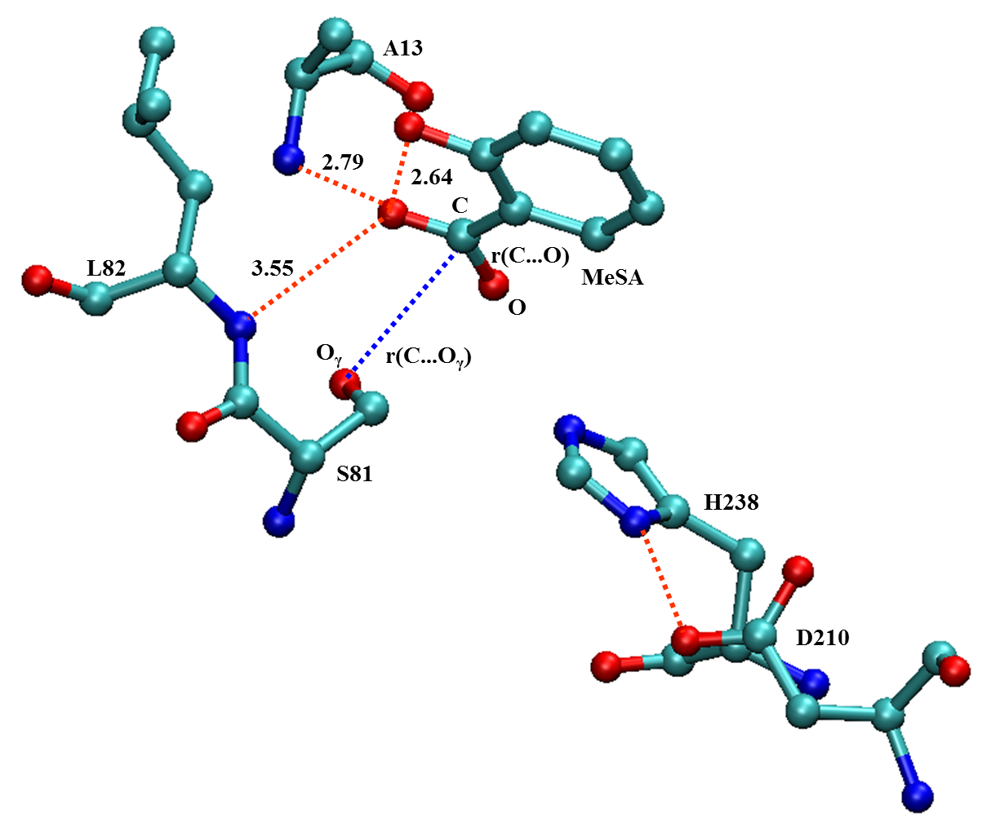 A13
2.79
2.64
C
r(C...O)
L82
3.55
MeSA
O
Oγ
r(C...Oγ)
S81
H238
D210